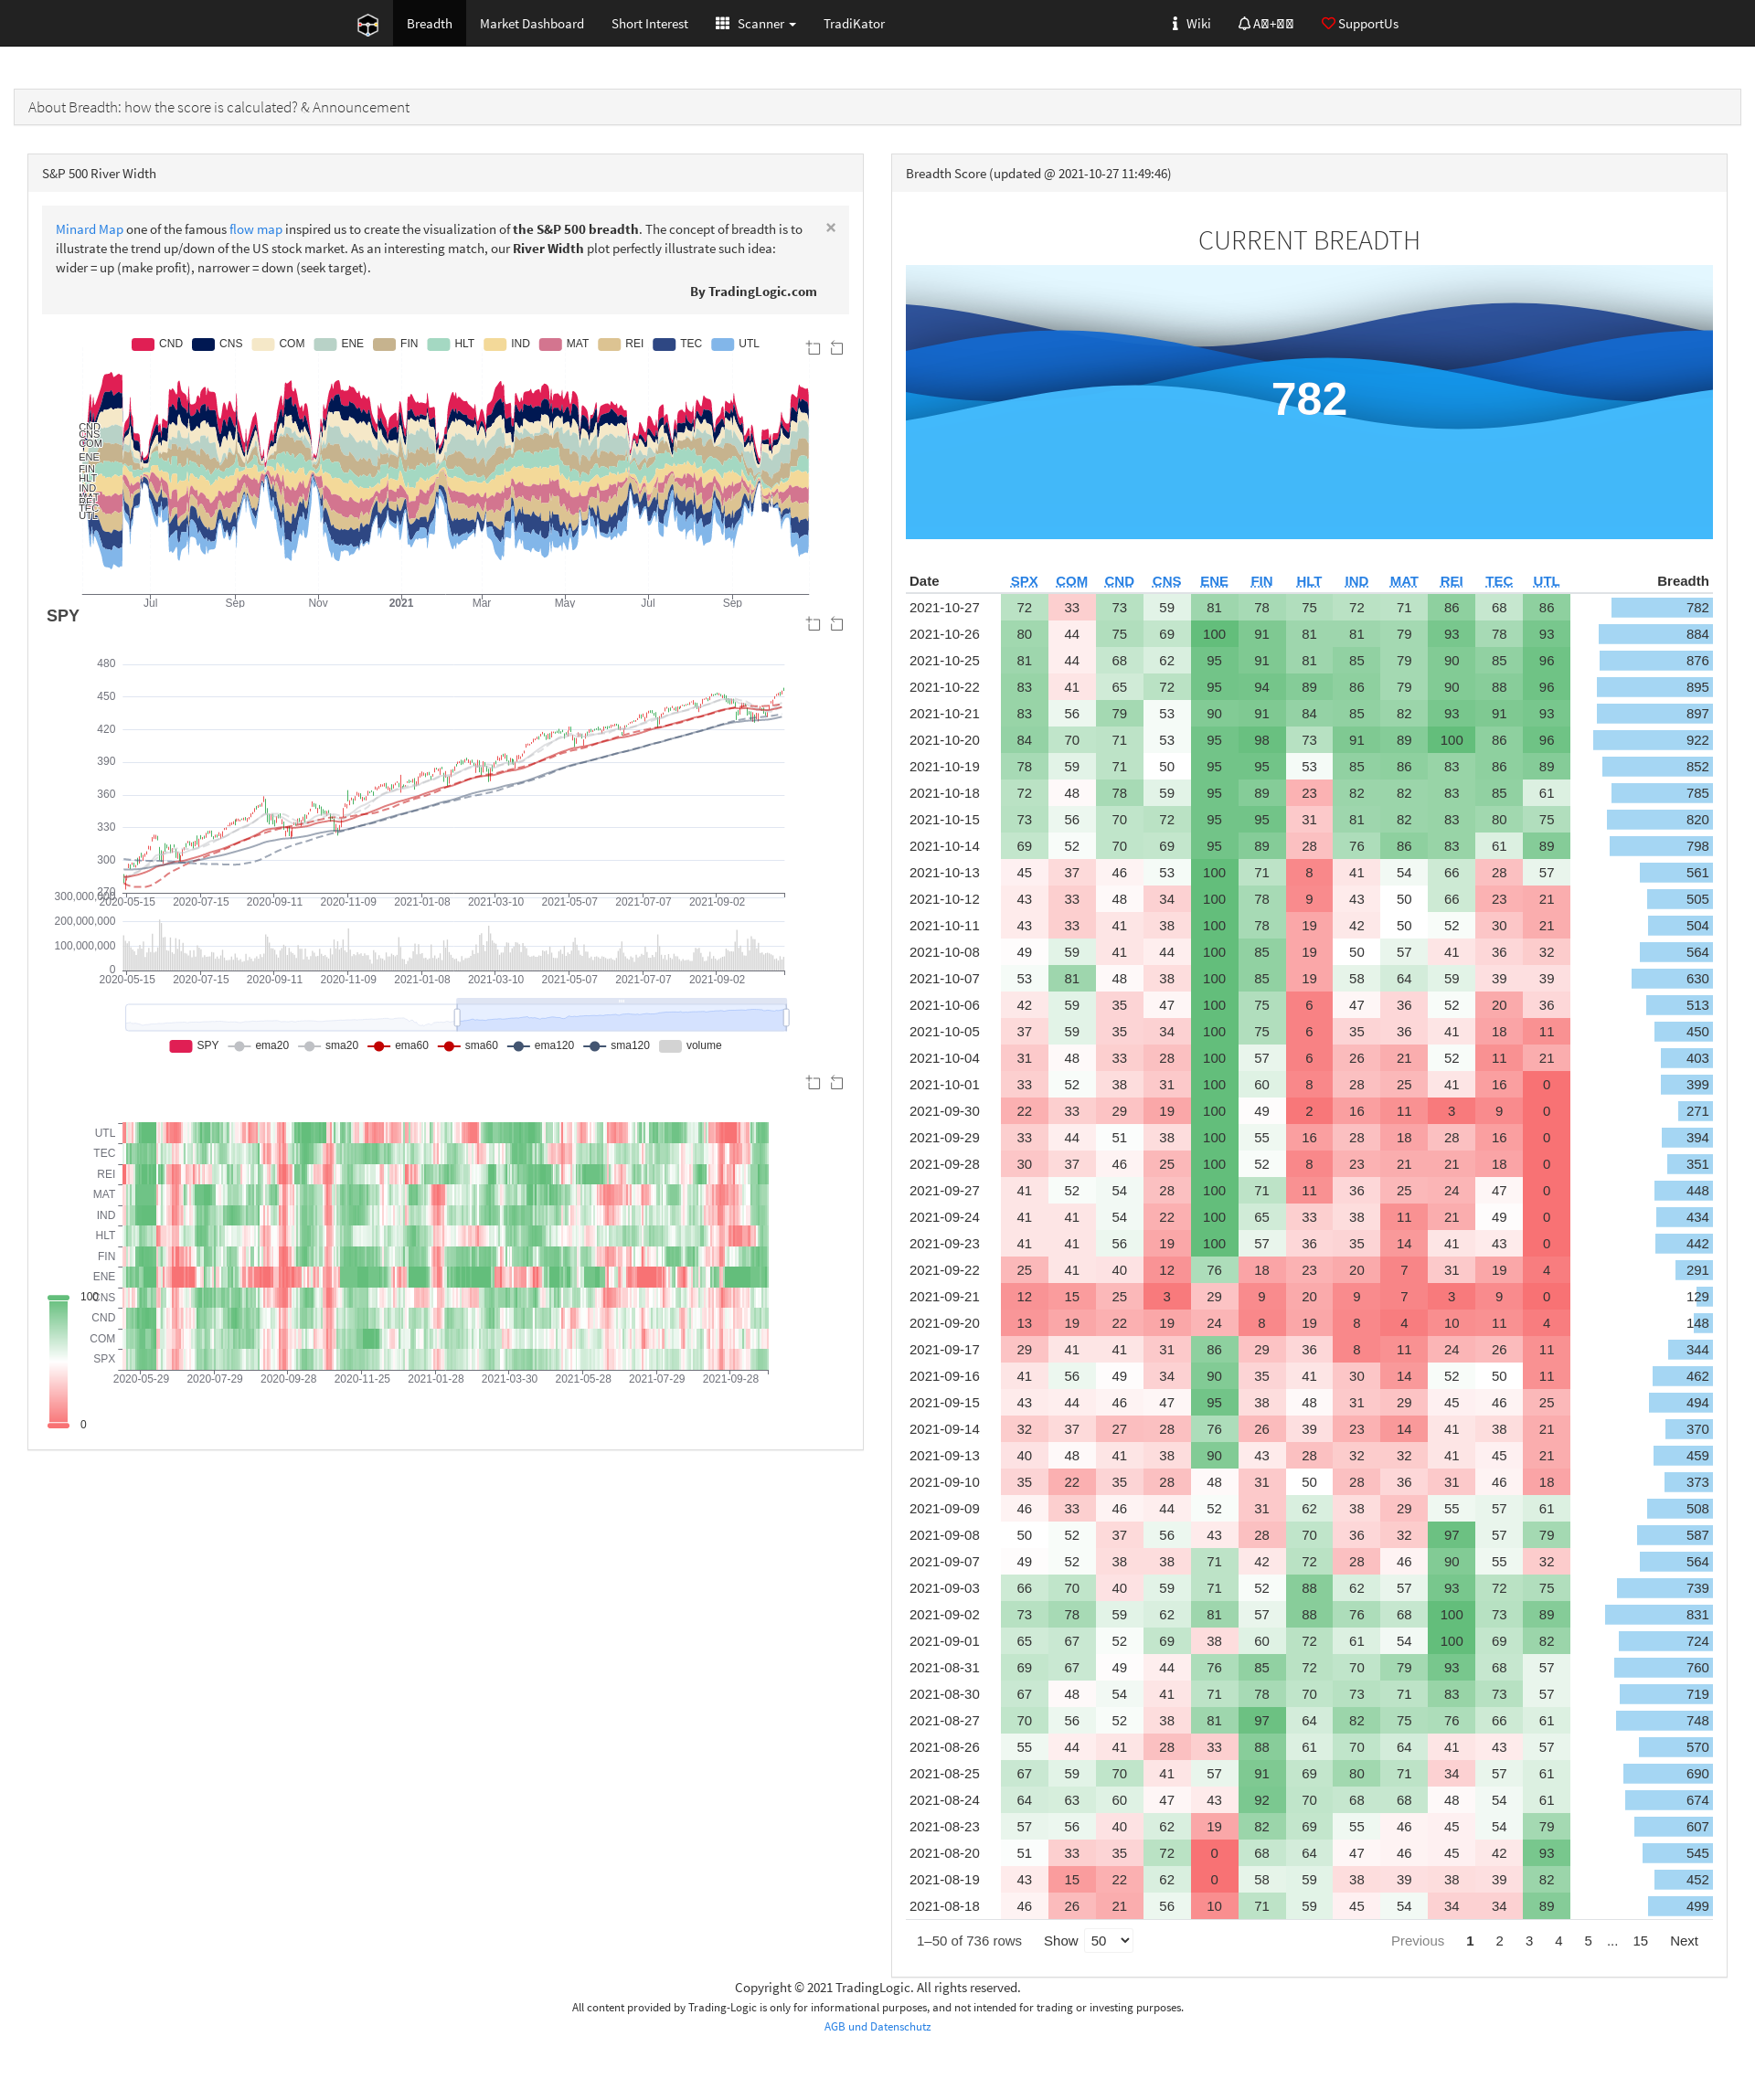 Breadth Market Dashboard Short Interest Scanner TradiKator Wiki SupportUs
About Breadth: how the score is calculated? & Announcement
S&P 500 River Width
Minard Map one of the famous flow map inspired us to create the visualization of the S&P 500 breadth. The concept of breadth is to
illustrate the trend up/down of the US stock market. As an interesting match, our River Width plot perfectly illustrate such idea:
wider = up (make profit), narrower = down (seek target).
×
By TradingLogic.com
CND CNS COM ENE FIN HLT IND MAT REI TEC UTL
CND
CNS
COM
ENE
FIN
HLT
IND
MAT
REI
TEC
UTL
Jul Sep Nov 2021 Mar May Jul Sep
SPY
480
450
420
390
360
330
300
270
2020-05-15 2020-07-15 2020-09-11 2020-11-09 2021-01-08 2021-03-10 2021-05-07 2021-07-07 2021-09-02
300,000,000
200,000,000
100,000,000
0
2020-05-15 2020-07-15 2020-09-11 2020-11-09 2021-01-08 2021-03-10 2021-05-07 2021-07-07 2021-09-02
SPY ema20 sma20 ema60 sma60 ema120 sma120 volume
UTL
TEC
REI
MAT
IND
HLT
FIN
ENE
CNS
CND
COM
SPX
100
0
2020-05-29 2020-07-29 2020-09-28 2020-11-25 2021-01-28 2021-03-30 2021-05-28 2021-07-29 2021-09-28
Breadth Score (updated @ 2021-10-27 11:49:46)
CURRENT BREADTH
782
Date SPX COM CND CNS ENE FIN HLT IND MAT REI TEC UTL Breadth
2021-10-27 72 33 73 59 81 78 75 72 71 86 68 86 782
2021-10-26 80 44 75 69 100 91 81 81 79 93 78 93 884
2021-10-25 81 44 68 62 95 91 81 85 79 90 85 96 876
2021-10-22 83 41 65 72 95 94 89 86 79 90 88 96 895
2021-10-21 83 56 79 53 90 91 84 85 82 93 91 93 897
2021-10-20 84 70 71 53 95 98 73 91 89 100 86 96 922
2021-10-19 78 59 71 50 95 95 53 85 86 83 86 89 852
2021-10-18 72 48 78 59 95 89 23 82 82 83 85 61 785
2021-10-15 73 56 70 72 95 95 31 81 82 83 80 75 820
2021-10-14 69 52 70 69 95 89 28 76 86 83 61 89 798
2021-10-13 45 37 46 53 100 71 8 41 54 66 28 57 561
2021-10-12 43 33 48 34 100 78 9 43 50 66 23 21 505
2021-10-11 43 33 41 38 100 78 19 42 50 52 30 21 504
2021-10-08 49 59 41 44 100 85 19 50 57 41 36 32 564
2021-10-07 53 81 48 38 100 85 19 58 64 59 39 39 630
2021-10-06 42 59 35 47 100 75 6 47 36 52 20 36 513
2021-10-05 37 59 35 34 100 75 6 35 36 41 18 11 450
2021-10-04 31 48 33 28 100 57 6 26 21 52 11 21 403
2021-10-01 33 52 38 31 100 60 8 28 25 41 16 0 399
2021-09-30 22 33 29 19 100 49 2 16 11 3 9 0 271
2021-09-29 33 44 51 38 100 55 16 28 18 28 16 0 394
2021-09-28 30 37 46 25 100 52 8 23 21 21 18 0 351
2021-09-27 41 52 54 28 100 71 11 36 25 24 47 0 448
2021-09-24 41 41 54 22 100 65 33 38 11 21 49 0 434
2021-09-23 41 41 56 19 100 57 36 35 14 41 43 0 442
2021-09-22 25 41 40 12 76 18 23 20 7 31 19 4 291
2021-09-21 12 15 25 3 29 9 20 9 7 3 9 0 129
2021-09-20 13 19 22 19 24 8 19 8 4 10 11 4 148
2021-09-17 29 41 41 31 86 29 36 8 11 24 26 11 344
2021-09-16 41 56 49 34 90 35 41 30 14 52 50 11 462
2021-09-15 43 44 46 47 95 38 48 31 29 45 46 25 494
2021-09-14 32 37 27 28 76 26 39 23 14 41 38 21 370
2021-09-13 40 48 41 38 90 43 28 32 32 41 45 21 459
2021-09-10 35 22 35 28 48 31 50 28 36 31 46 18 373
2021-09-09 46 33 46 44 52 31 62 38 29 55 57 61 508
2021-09-08 50 52 37 56 43 28 70 36 32 97 57 79 587
2021-09-07 49 52 38 38 71 42 72 28 46 90 55 32 564
2021-09-03 66 70 40 59 71 52 88 62 57 93 72 75 739
2021-09-02 73 78 59 62 81 57 88 76 68 100 73 89 831
2021-09-01 65 67 52 69 38 60 72 61 54 100 69 82 724
2021-08-31 69 67 49 44 76 85 72 70 79 93 68 57 760
2021-08-30 67 48 54 41 71 78 70 73 71 83 73 57 719
2021-08-27 70 56 52 38 81 97 64 82 75 76 66 61 748
2021-08-26 55 44 41 28 33 88 61 70 64 41 43 57 570
2021-08-25 67 59 70 41 57 91 69 80 71 34 57 61 690
2021-08-24 64 63 60 47 43 92 70 68 68 48 54 61 674
2021-08-23 57 56 40 62 19 82 69 55 46 45 54 79 607
2021-08-20 51 33 35 72 0 68 64 47 46 45 42 93 545
2021-08-19 43 15 22 62 0 58 59 38 39 38 39 82 452
2021-08-18 46 26 21 56 10 71 59 45 54 34 34 89 499
1–50 of 736 rows Show 50 Previous 1 2 3 4 5 ... 15 Next
Copyright © 2021 TradingLogic. All rights reserved.
All content provided by Trading-Logic is only for informational purposes, and not intended for trading or investing purposes.
AGB und Datenschutz